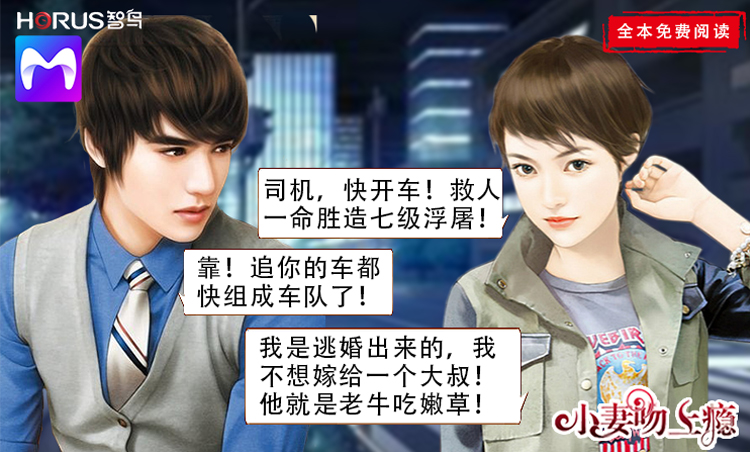 HORUS智鸟
全本免费阅读
司机，快开车！救人
一命胜造七级浮屠！
靠！追你的车都
快组成车队了！
我是逃婚出来的，我
不想嫁给一个大叔！
他就是老牛吃嫩草！
小妻吻上瘾